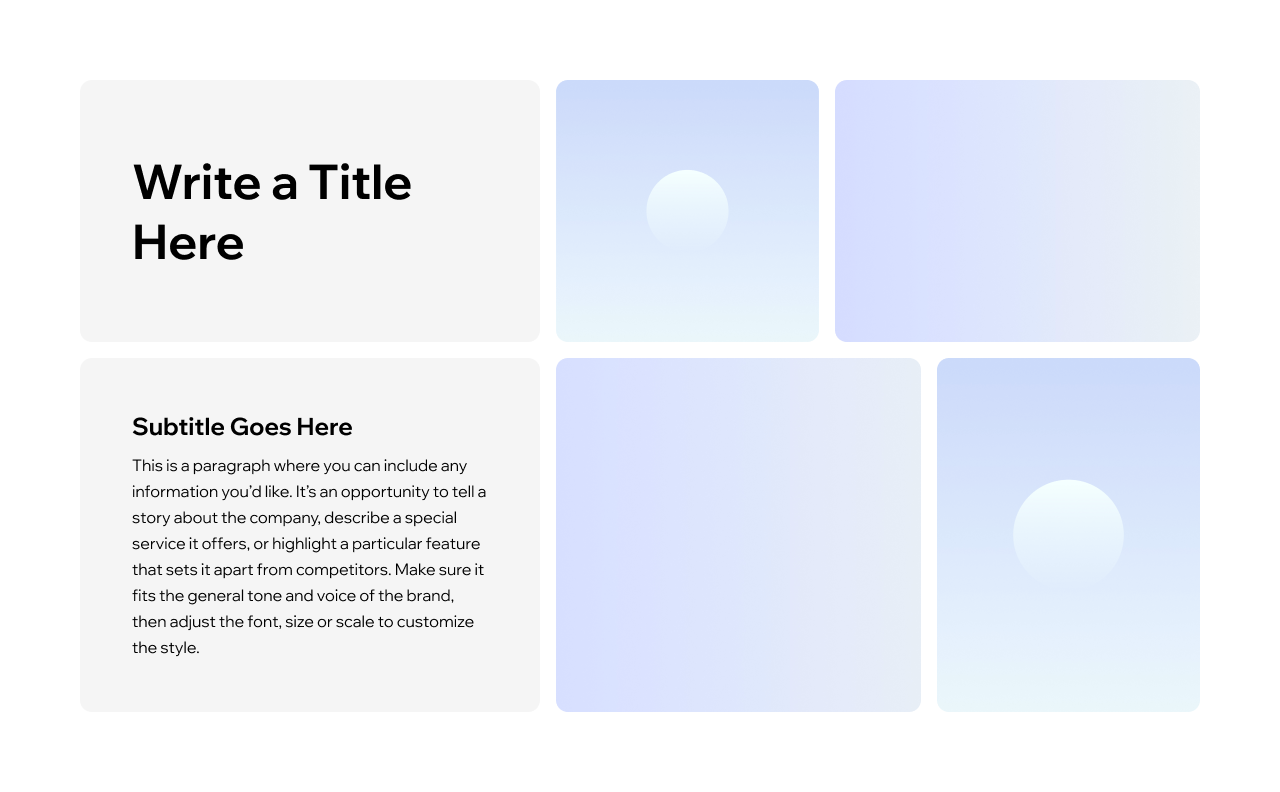 Write a Title
Here
Subtitle Goes Here
This is a paragraph where you can include any
information you’d like. It’s an opportunity to tell a
story about the company, describe a special
service it offers, or highlight a particular feature
that sets it apart from competitors. Make sure it
fits the general tone and voice of the brand,
then adjust the font, size or scale to customize
the style.